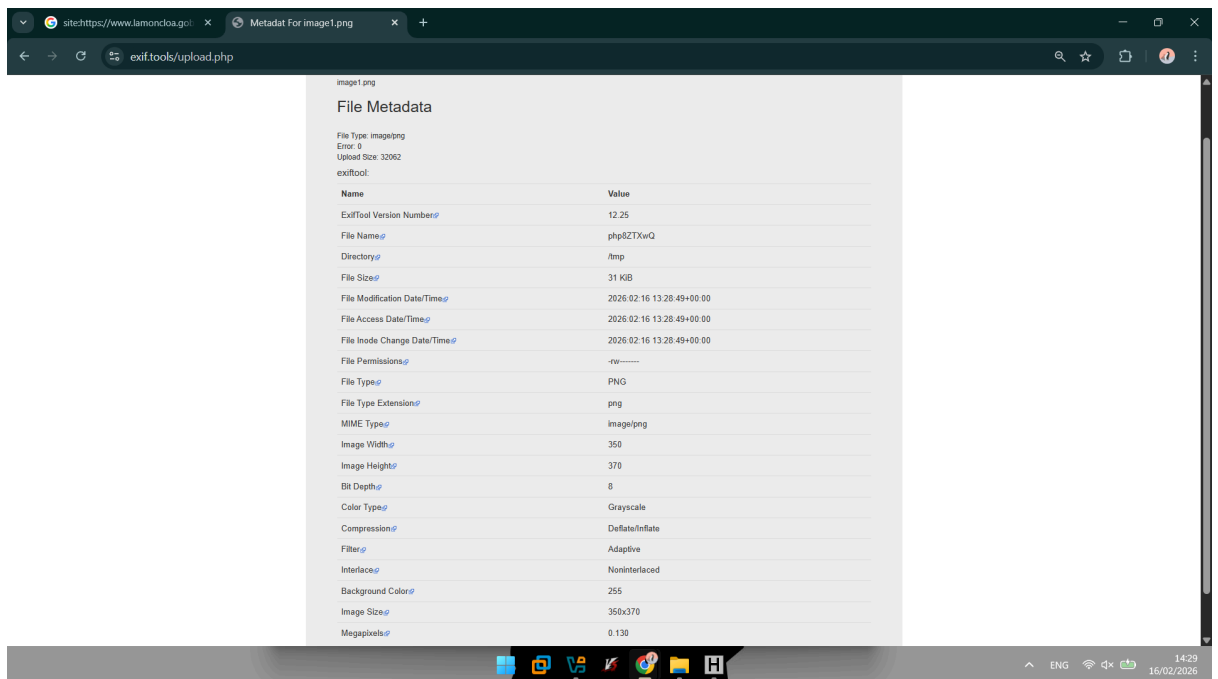 site:https://www.lamoncloa.gob
Metadat For image1.png
exif.tools/upload.php
image1.png
File Metadata
File Type: image/png
Error: 0
Upload Size: 32062
exiftool:
Name Value
ExifTool Version Number 12.25
File Name php8ZTXwQ
Directory /tmp
File Size 31 KiB
File Modification Date/Time 2026:02:16 13:28:49+00:00
File Access Date/Time 2026:02:16 13:28:49+00:00
File Inode Change Date/Time 2026:02:16 13:28:49+00:00
File Permissions -rw-------
File Type PNG
File Type Extension png
MIME Type image/png
Image Width 350
Image Height 370
Bit Depth 8
Color Type Grayscale
Compression Deflate/Inflate
Filter Adaptive
Interlace Noninterlaced
Background Color 255
Image Size 350x370
Megapixels 0.130
ENG
14:29
16/02/2026